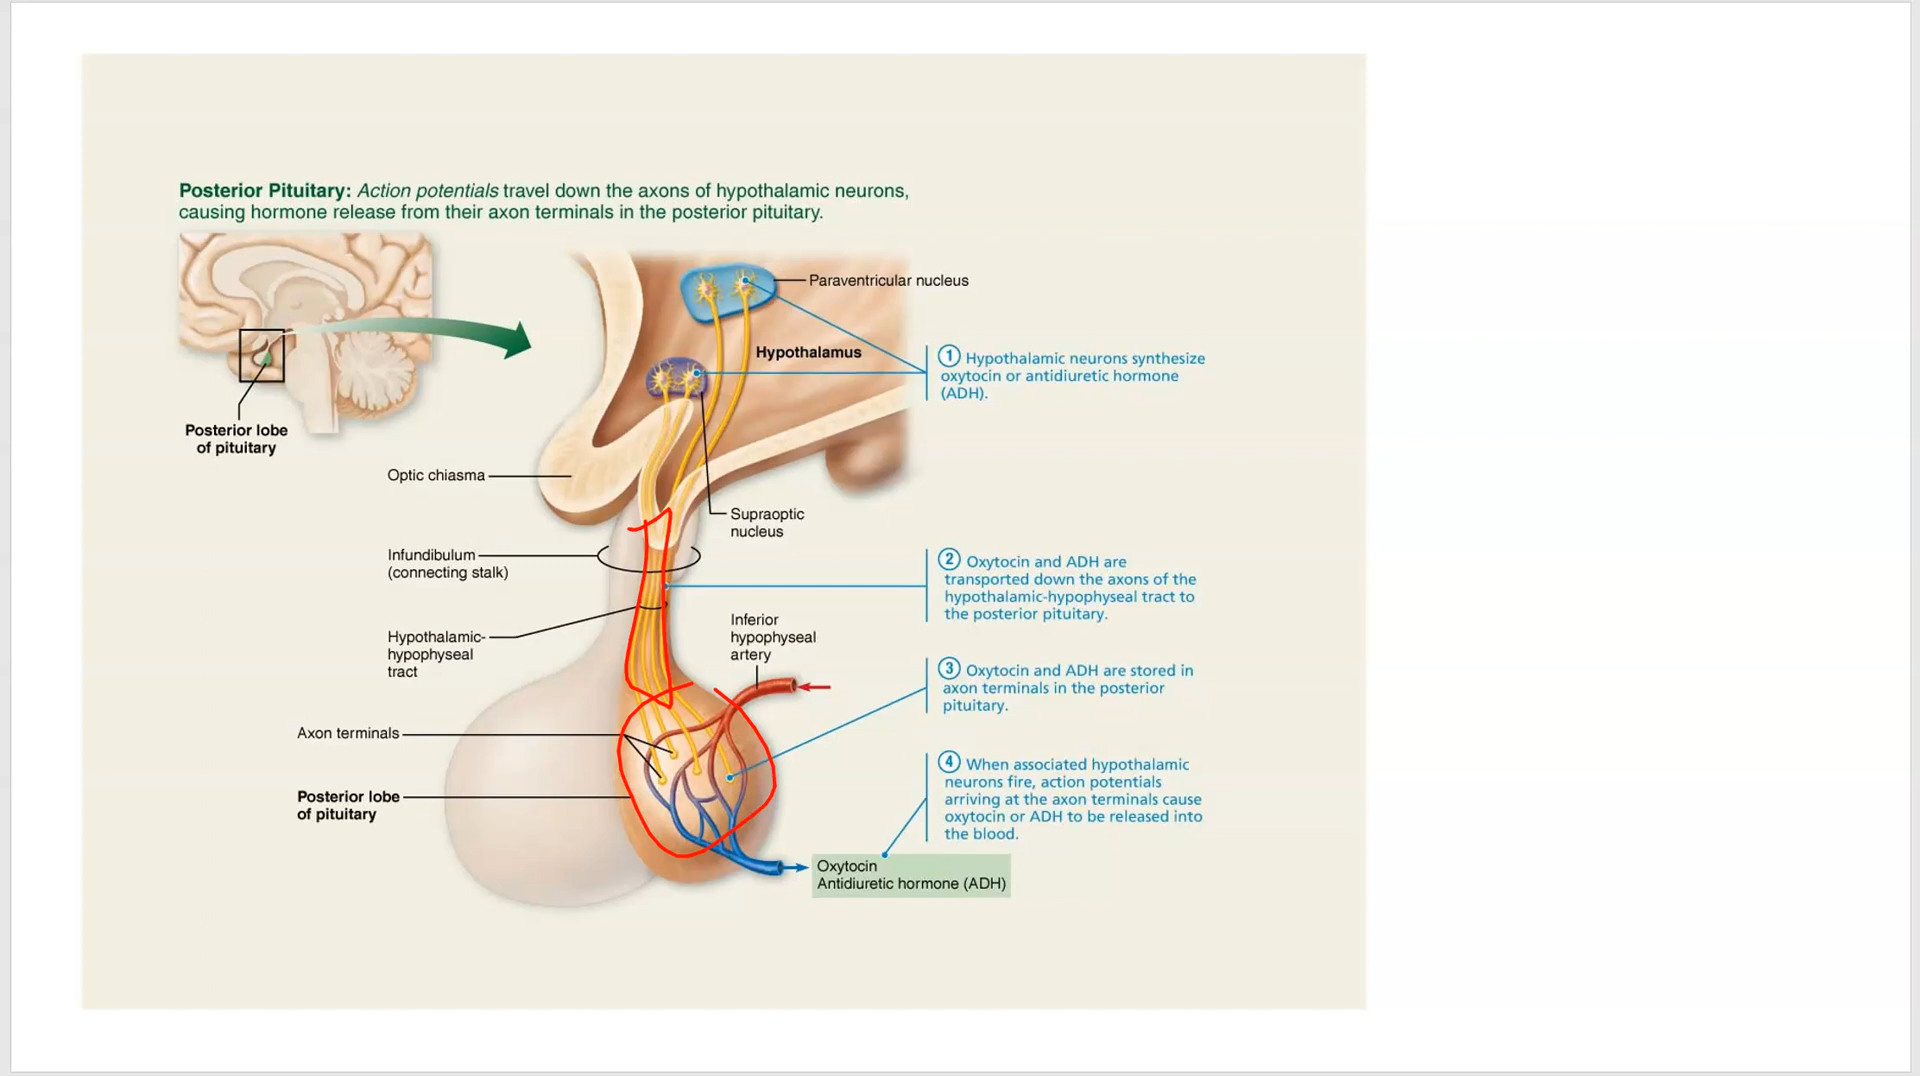 Posterior Pituitary: Action potentials travel down the axons of hypothalamic neurons,
causing hormone release from their axon terminals in the posterior pituitary.
Paraventricular nucleus
Hypothalamus
① Hypothalamic neurons synthesize
oxytocin or antidiuretic hormone
(ADH).
Posterior lobe
of pituitary
Optic chiasma
Supraoptic
nucleus
Infundibulum
(connecting stalk)
② Oxytocin and ADH are
transported down the axons of the
hypothalamic-hypophyseal tract to
the posterior pituitary.
Hypothalamic-
hypophyseal
tract
Inferior
hypophyseal
artery
③ Oxytocin and ADH are stored in
axon terminals in the posterior
pituitary.
Axon terminals
Posterior lobe
of pituitary
④ When associated hypothalamic
neurons fire, action potentials
arriving at the axon terminals cause
oxytocin or ADH to be released into
the blood.
Oxytocin
Antidiuretic hormone (ADH)